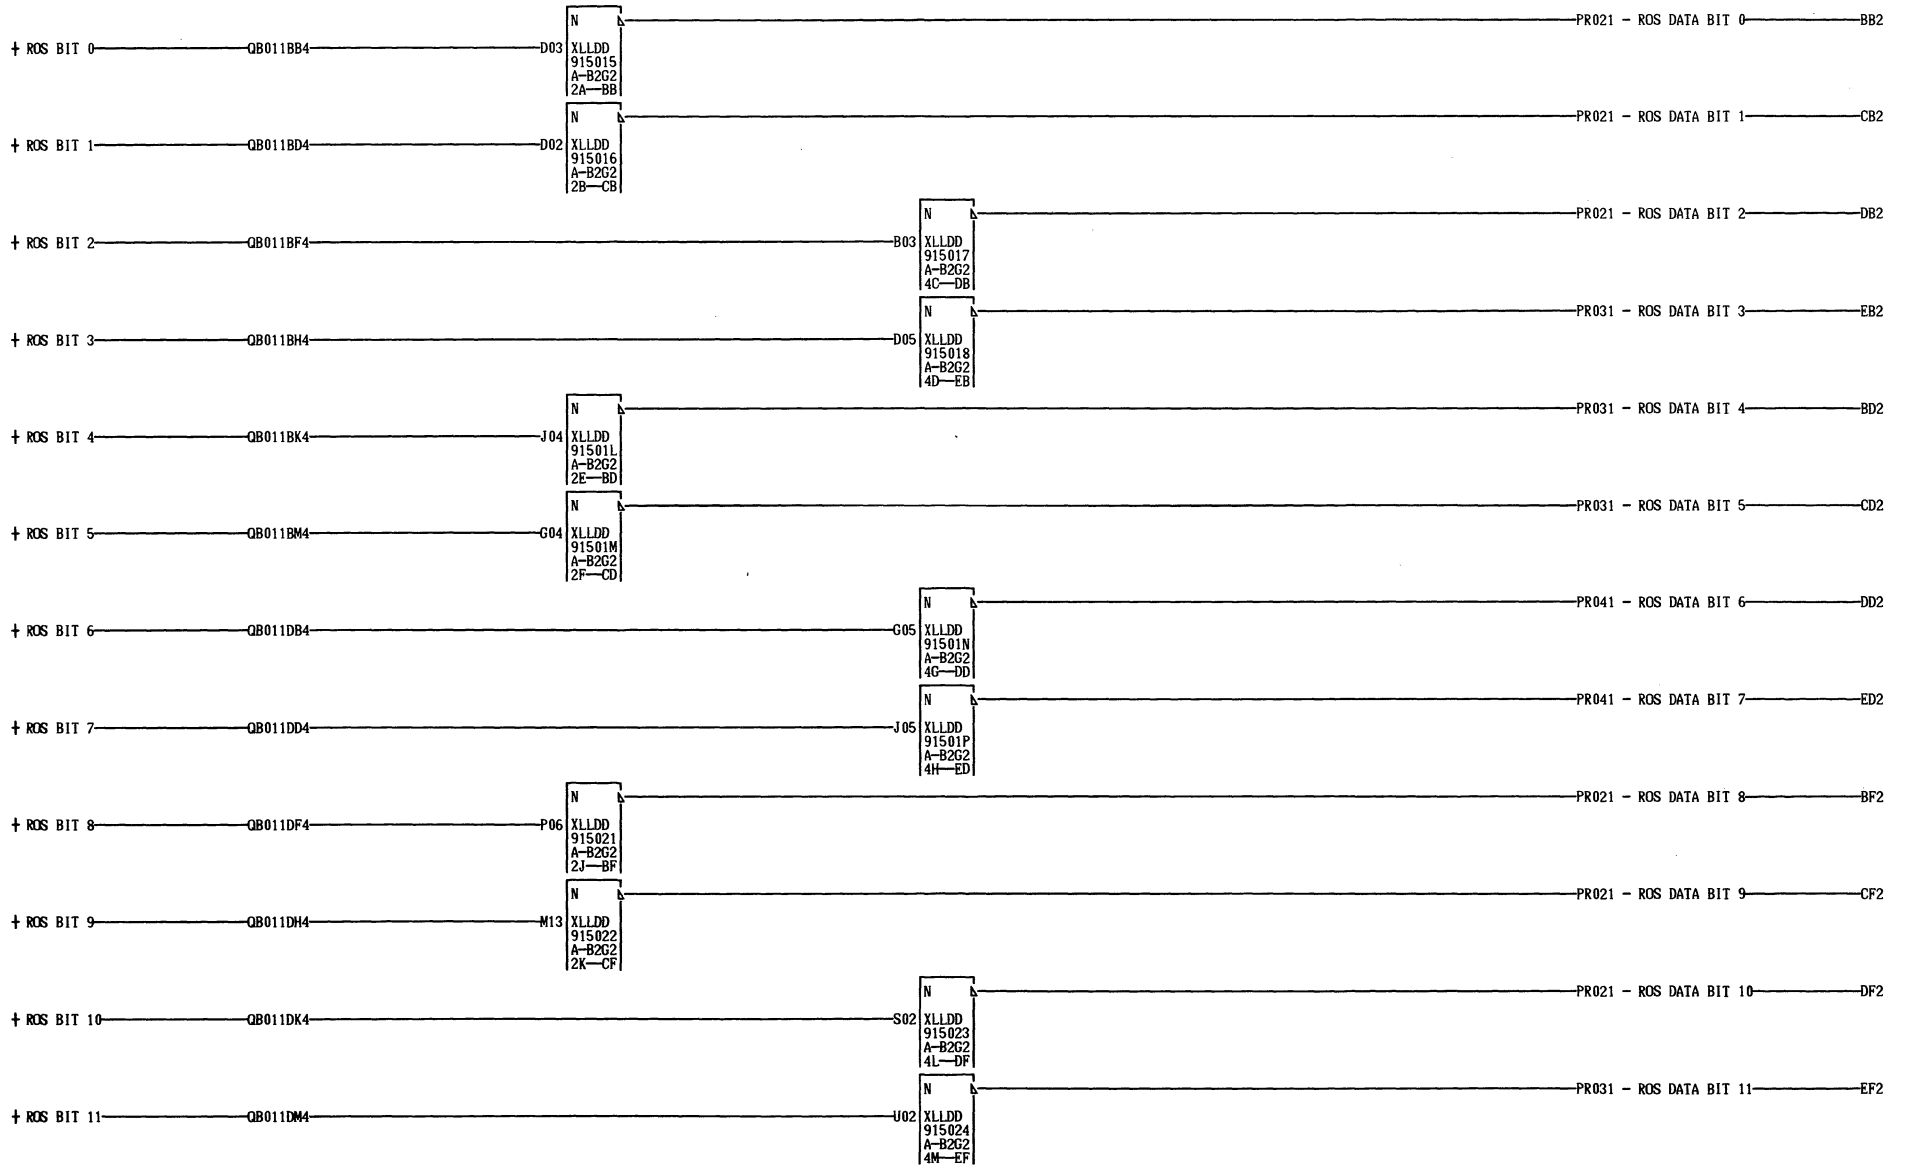 N PR021 - ROS DATA BIT 0 BB2
+ ROS BIT 0 QB011BB4 D03 XLLDD
915015
A-B2G2
2A--BB
N PR021 - ROS DATA BIT 1 CB2
+ ROS BIT 1 QB011BD4 D02 XLLDD
915016
A-B2G2
2B--CB
N PR021 - ROS DATA BIT 2 DB2
+ ROS BIT 2 QB011BF4 B03 XLLDD
915017
A-B2G2
4C--DB
N PR031 - ROS DATA BIT 3 EB2
+ ROS BIT 3 QB011BH4 D05 XLLDD
915018
A-B2G2
4D--EB
N PR031 - ROS DATA BIT 4 BD2
+ ROS BIT 4 QB011BK4 J04 XLLDD
91501L
A-B2G2
2E--BD
N PR031 - ROS DATA BIT 5 CD2
+ ROS BIT 5 QB011BM4 G04 XLLDD
91501M
A-B2G2
2F--CD
N PR041 - ROS DATA BIT 6 DD2
+ ROS BIT 6 QB011DB4 G05 XLLDD
91501N
A-B2G2
4G--DD
N PR041 - ROS DATA BIT 7 ED2
+ ROS BIT 7 QB011DD4 J05 XLLDD
91501P
A-B2G2
4H--ED
N PR021 - ROS DATA BIT 8 BF2
+ ROS BIT 8 QB011DF4 P06 XLLDD
915021
A-B2G2
2J--BF
N PR021 - ROS DATA BIT 9 CF2
+ ROS BIT 9 QB011DH4 M13 XLLDD
915022
A-B2G2
2K--CF
N PR021 - ROS DATA BIT 10 DF2
+ ROS BIT 10 QB011DK4 S02 XLLDD
915023
A-B2G2
4L--DF
N PR031 - ROS DATA BIT 11 EF2
+ ROS BIT 11 QB011DM4 U02 XLLDD
915024
A-B2G2
4M--EF